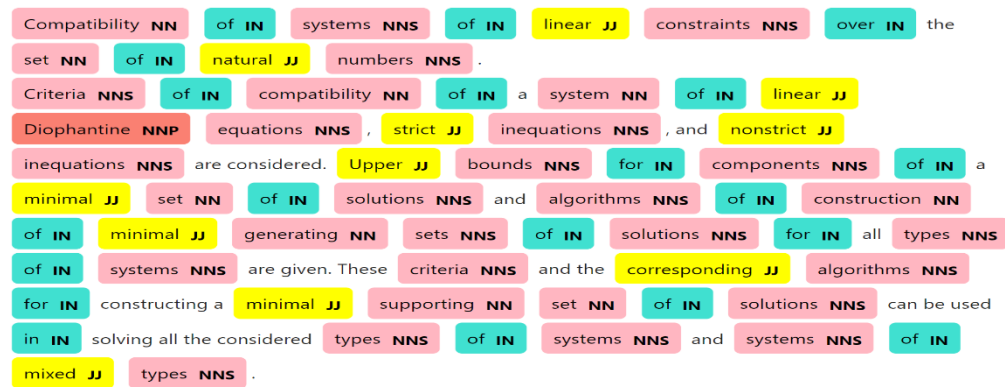 Compatibility NN of IN systems NNS of IN linear JJ constraints NNS over IN the
set NN of IN natural JJ numbers NNS .
Criteria NNS of IN compatibility NN of IN a system NN of IN linear JJ
Diophantine NNP equations NNS , strict JJ inequations NNS , and nonstrict JJ
inequations NNS are considered. Upper JJ bounds NNS for IN components NNS of IN a
minimal JJ set NN of IN solutions NNS and algorithms NNS of IN construction NN
of IN minimal JJ generating NN sets NNS of IN solutions NNS for IN all types NNS
of IN systems NNS are given. These criteria NNS and the corresponding JJ algorithms NNS
for IN constructing a minimal JJ supporting NN set NN of IN solutions NNS can be used
in IN solving all the considered types NNS of IN systems NNS and systems NNS of IN
mixed JJ types NNS .